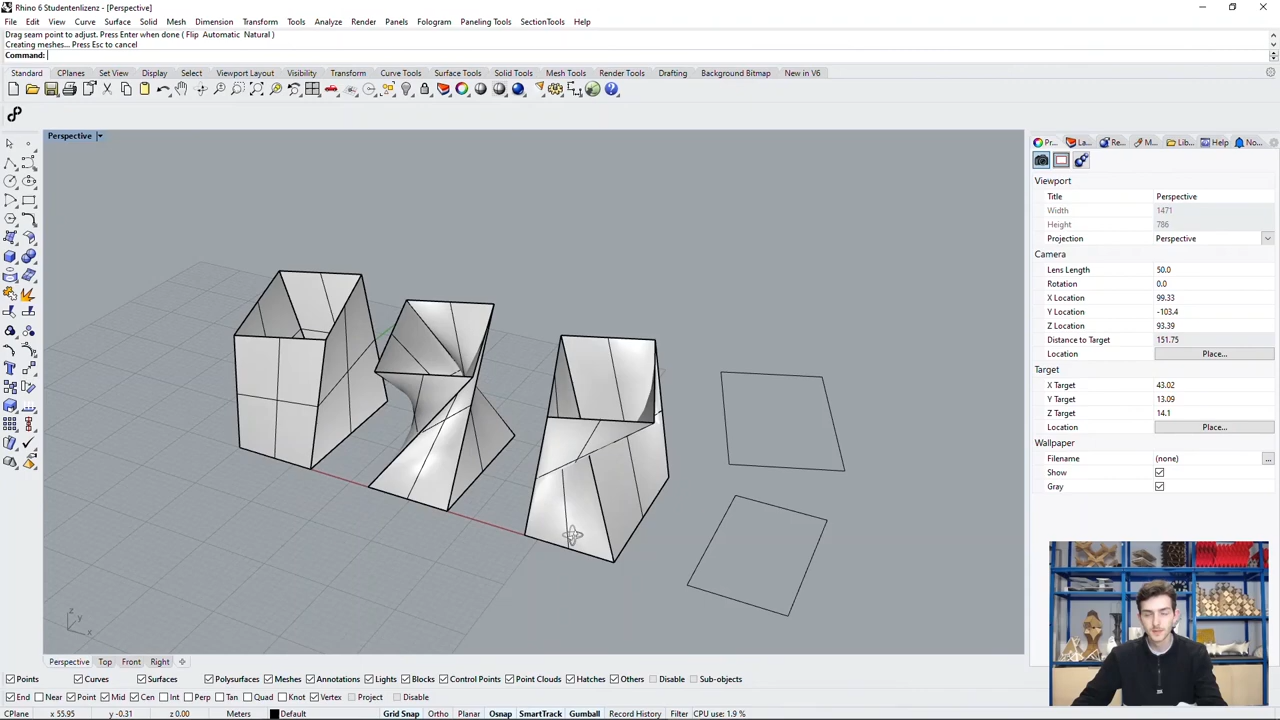 Rhino 6 Studentenlizenz - [Perspective]
File Edit View Curve Surface Solid Mesh Dimension Transform Tools Analyze Render Panels Fologram Paneling Tools SectionTools Help
Drag seam point to adjust. Press Enter when done ( Flip Automatic Natural )
Creating meshes... Press Esc to cancel
Command:
Standard CPlanes Set View Display Select Viewport Layout Visibility Transform Curve Tools Surface Tools Solid Tools Mesh Tools Render Tools Drafting Background Bitmap New in V6
Perspective
Pr... La... Re... M... Lib... Help No...
Viewport
Title Perspective
Width 1471
Height 786
Projection Perspective
Camera
Lens Length 50.0
Rotation 0.0
X Location 99.33
Y Location -103.4
Z Location 93.39
Distance to Target 151.75
Location Place...
Target
X Target 43.02
Y Target 13.09
Z Target 14.1
Location Place...
Wallpaper
Filename (none) ...
Show
Gray
z
y
x
Perspective Top Front Right
Points Curves Surfaces Polysurfaces Meshes Annotations Lights Blocks Control Points Point Clouds Hatches Others Disable Sub-objects
End Near Point Mid Cen Int Perp Tan Quad Knot Vertex Project Disable
CPlane x 55.95 y -0.31 z 0.00 Meters Default Grid Snap Ortho Planar Osnap SmartTrack Gumball Record History Filter CPU use: 1.9 %